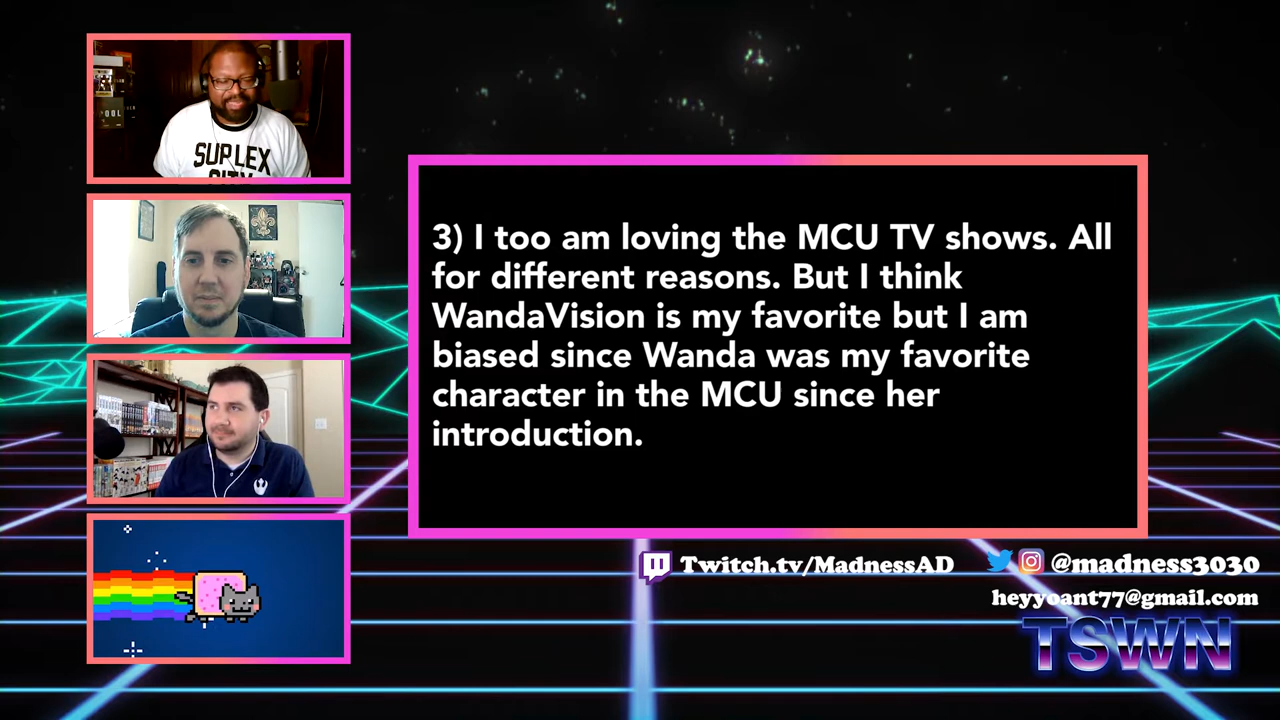 SUPLEX
CITY
3) I too am loving the MCU TV shows. All
for different reasons. But I think
WandaVision is my favorite but I am
biased since Wanda was my favorite
character in the MCU since her
introduction.
Twitch.tv/MadnessAD
@madness3030
heyyoant77@gmail.com
TSWN